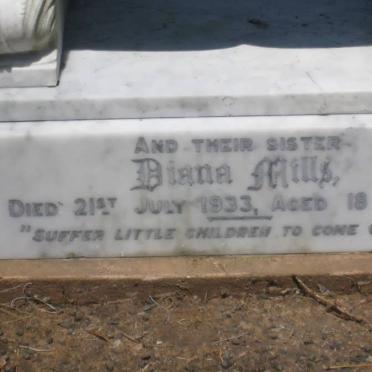 AND THEIR SISTER
Diana Mills,
DIED 21ST JULY 1933, AGED 18
"SUFFER LITTLE CHILDREN TO COME